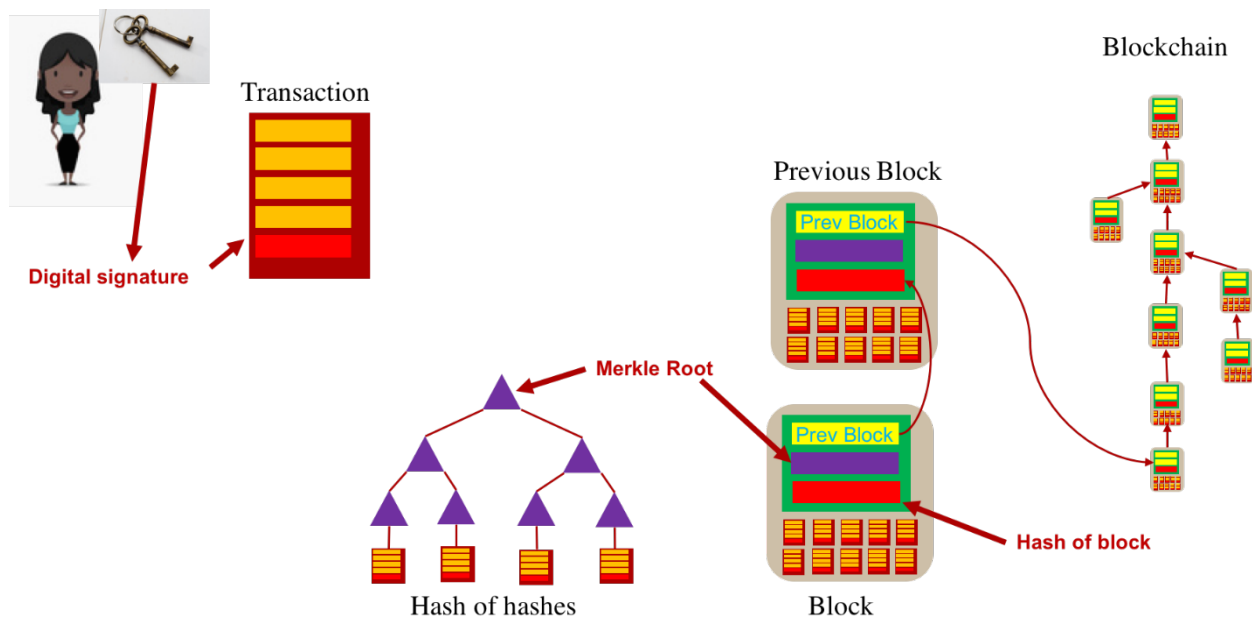 Transaction
Digital signature
Blockchain
Previous Block
Prev Block
Merkle Root
Prev Block
Hash of block
Hash of hashes
Block